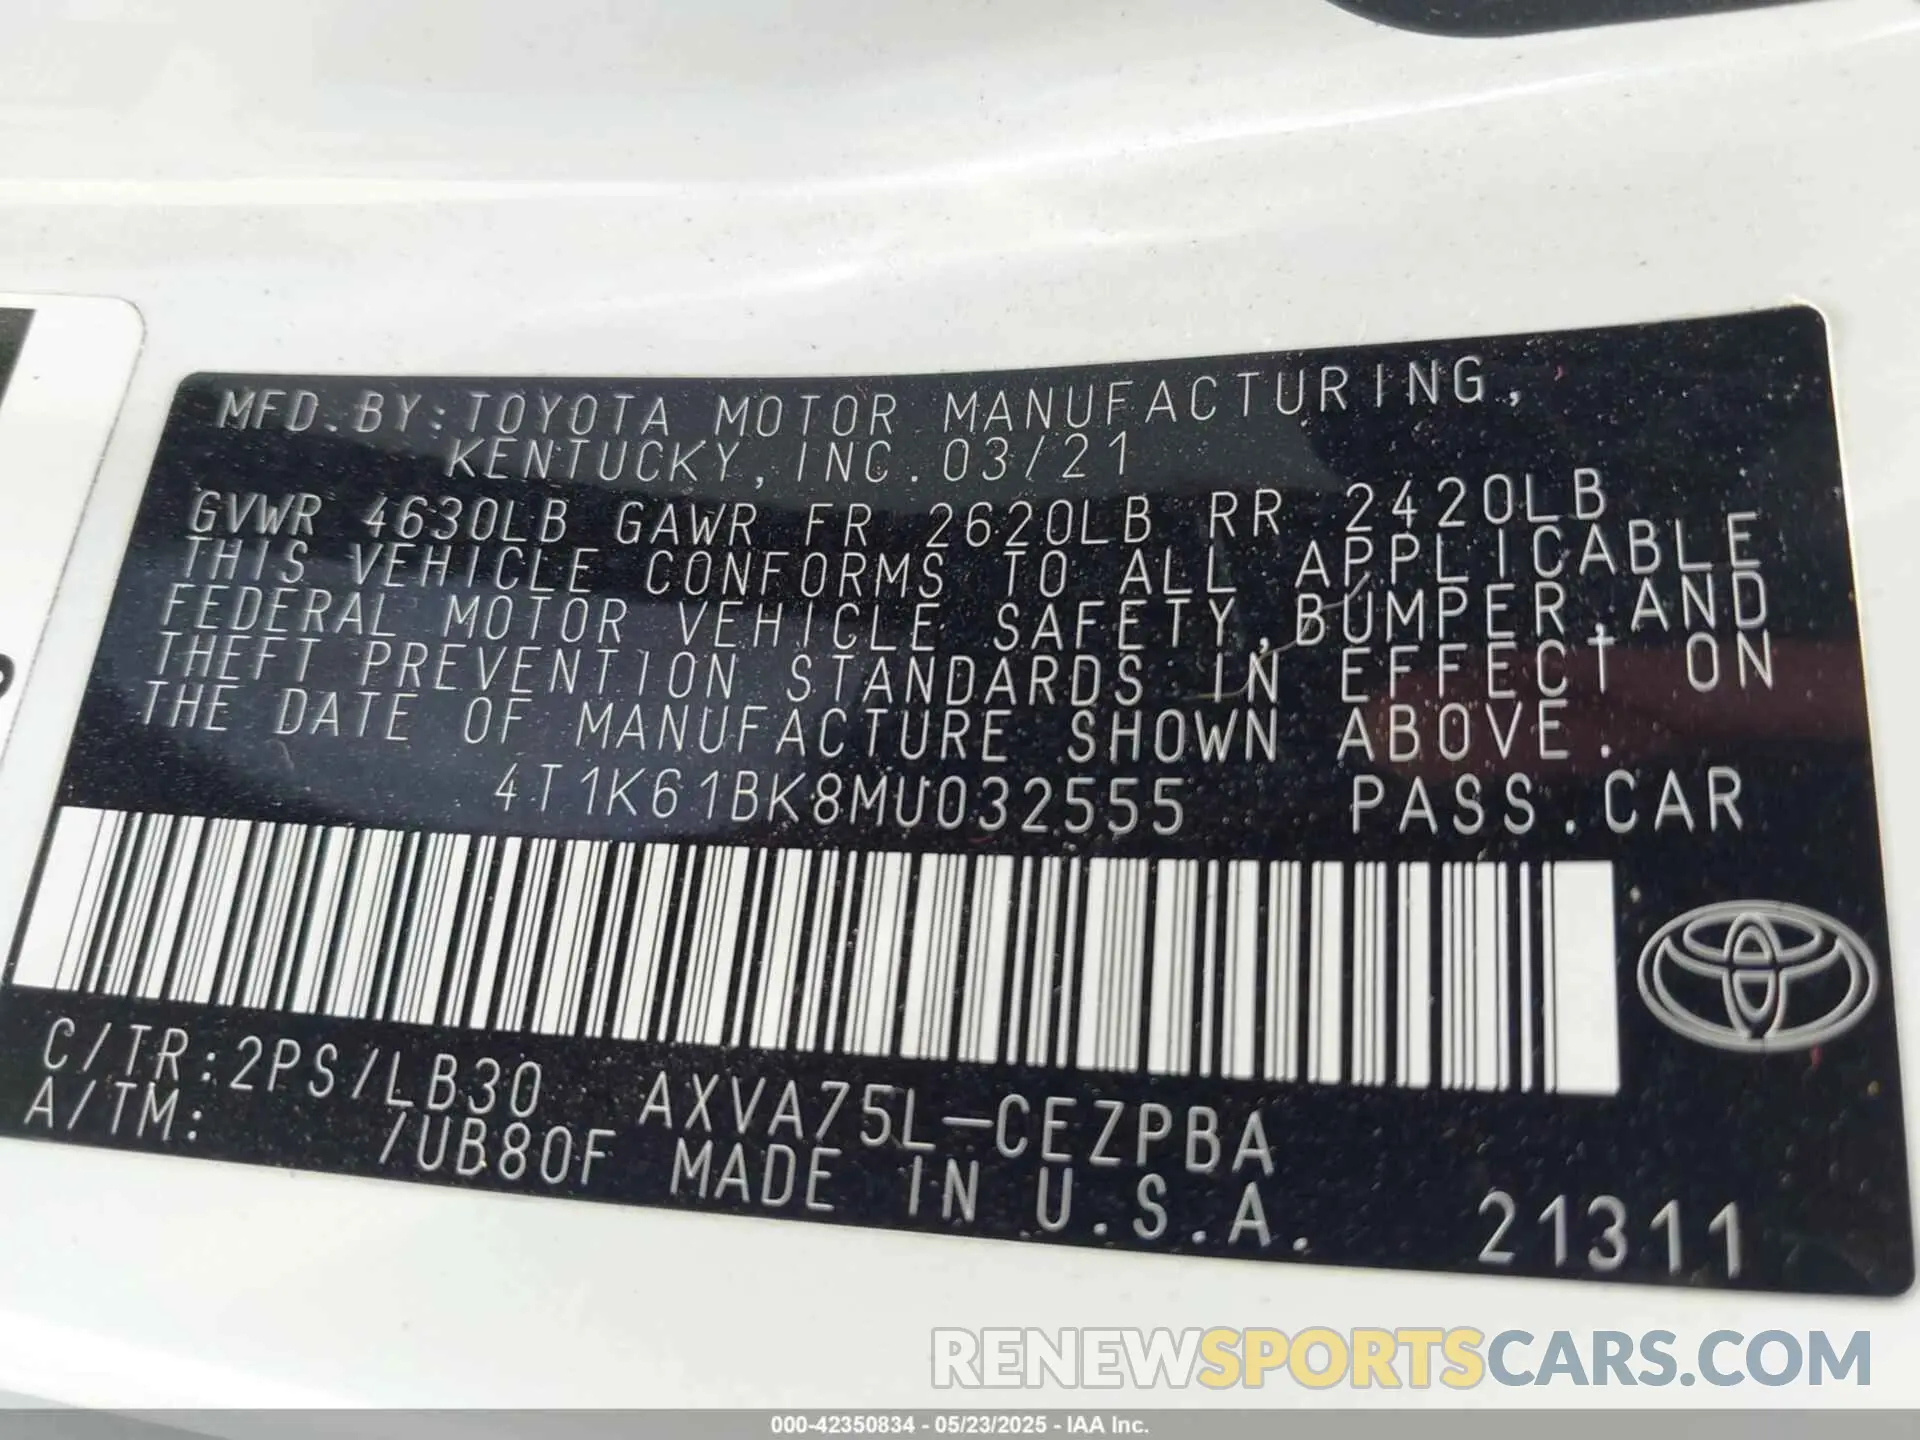 MFD.BY:TOYOTA MOTOR MANUFACTURING,
KENTUCKY, INC. 03/21
GVWR 4630LB GAWR FR 2620LB RR 2420LB
THIS VEHICLE CONFORMS TO ALL APPLICABLE
FEDERAL MOTOR VEHICLE SAFETY,BUMPER,AND
THEFT PREVENTION STANDARDS IN EFFECT ON
THE DATE OF MANUFACTURE SHOWN ABOVE.
4T1K61BK8MU032555 PASS.CAR
C/TR:2PS/LB30 AXVA75L-CEZPBA
A/TM: /UB80F MADE IN U.S.A. 21311
RENEWSPORTSCARS.COM
000-42350834 - 05/23/2025 - IAA Inc.